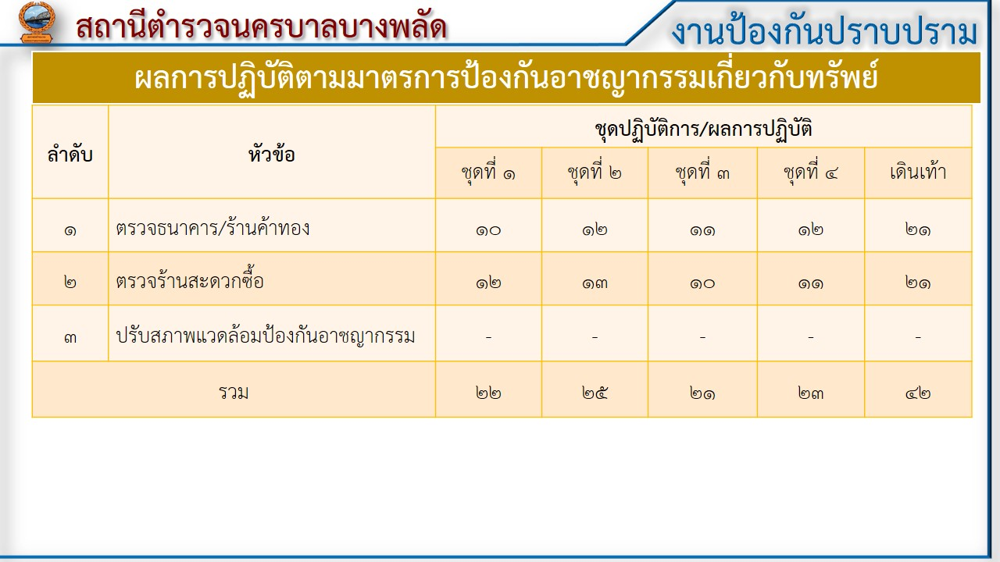 สถานีตำรวจนครบาลบางพลัด
งานป้องกันปราบปราม
ผลการปฏิบัติตามมาตรการป้องกันอาชญากรรมเกี่ยวกับทรัพย์
ลำดับ หัวข้อ ชุดปฏิบัติการ/ผลการปฏิบัติ
ชุดที่ ๑ ชุดที่ ๒ ชุดที่ ๓ ชุดที่ ๔ เดินเท้า
๑ ตรวจธนาคาร/ร้านค้าทอง ๑๐ ๑๒ ๑๑ ๑๒ ๒๑
๒ ตรวจร้านสะดวกซื้อ ๑๒ ๑๓ ๑๐ ๑๑ ๒๑
๓ ปรับสภาพแวดล้อมป้องกันอาชญากรรม - - - - -
รวม ๒๒ ๒๕ ๒๑ ๒๓ ๔๒